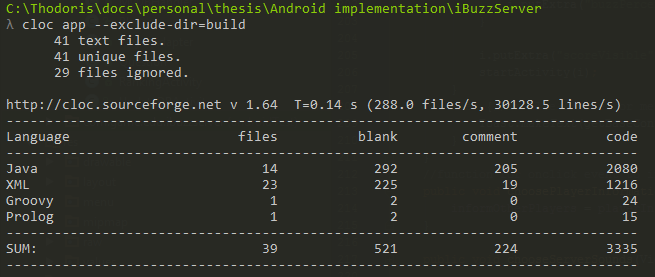 C:\Thodoris\docs\personal\thesis\Android implementation\iBuzzServer
λ cloc app --exclude-dir=build
41 text files.
41 unique files.
29 files ignored.
http://cloc.sourceforge.net v 1.64 T=0.14 s (288.0 files/s, 30128.5 lines/s)
-------------------------------------------------------------------------------
Language files blank comment code
-------------------------------------------------------------------------------
Java 14 292 205 2080
XML 23 225 19 1216
Groovy 1 2 0 24
Prolog 1 2 0 15
-------------------------------------------------------------------------------
SUM: 39 521 224 3335
-------------------------------------------------------------------------------